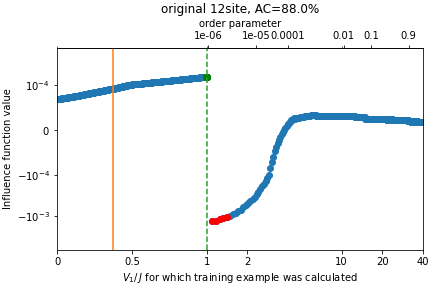 original 12site, AC=88.0%
order parameter
1e-06 1e-05 0.0001 0.01 0.1 0.9
Influence function value
10⁻⁴
0
−10⁻⁴
−10⁻³
0 0.5 1 2 10 20 40
V₁/J for which training example was calculated